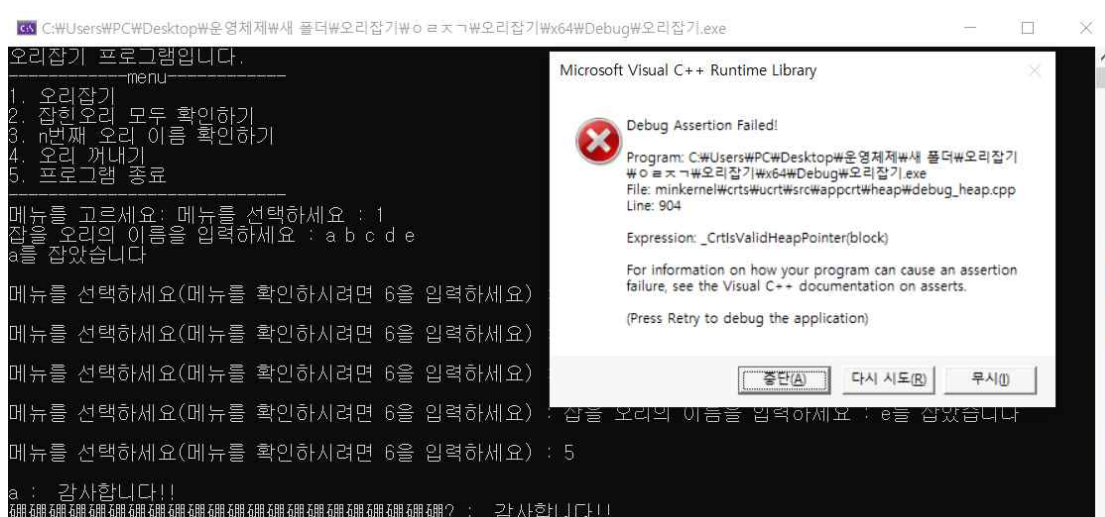 C:₩Users₩PC₩Desktop₩운영체제₩새 폴더₩오리잡기₩ㅇㄹㅈㄱ₩오리잡기₩x64₩Debug₩오리잡기.exe
오리잡기 프로그램입니다.
------------menu------------
1. 오리잡기
2. 잡힌오리 모두 확인하기
3. n번째 오리 이름 확인하기
4. 오리 꺼내기
5. 프로그램 종료
----------------------------
메뉴를 고르세요: 메뉴를 선택하세요 : 1
잡을 오리의 이름을 입력하세요 : a b c d e
a를 잡았습니다
메뉴를 선택하세요(메뉴를 확인하시려면 6을 입력하세요) :
메뉴를 선택하세요(메뉴를 확인하시려면 6을 입력하세요) :
메뉴를 선택하세요(메뉴를 확인하시려면 6을 입력하세요) :
메뉴를 선택하세요(메뉴를 확인하시려면 6을 입력하세요) : 잡을 오리의 이름을 입력하세요 : e를 잡았습니다
메뉴를 선택하세요(메뉴를 확인하시려면 6을 입력하세요) : 5
a : 감사합니다!!
? : 감사합니다!!
Microsoft Visual C++ Runtime Library
Debug Assertion Failed!
Program: C:₩Users₩PC₩Desktop₩운영체제₩새 폴더₩오리잡기
₩ㅇㄹㅈㄱ₩오리잡기₩x64₩Debug₩오리잡기.exe
File: minkernel₩crts₩ucrt₩src₩appcrt₩heap₩debug_heap.cpp
Line: 904
Expression: _CrtIsValidHeapPointer(block)
For information on how your program can cause an assertion
failure, see the Visual C++ documentation on asserts.
(Press Retry to debug the application)
중단(A) 다시 시도(R) 무시(I)